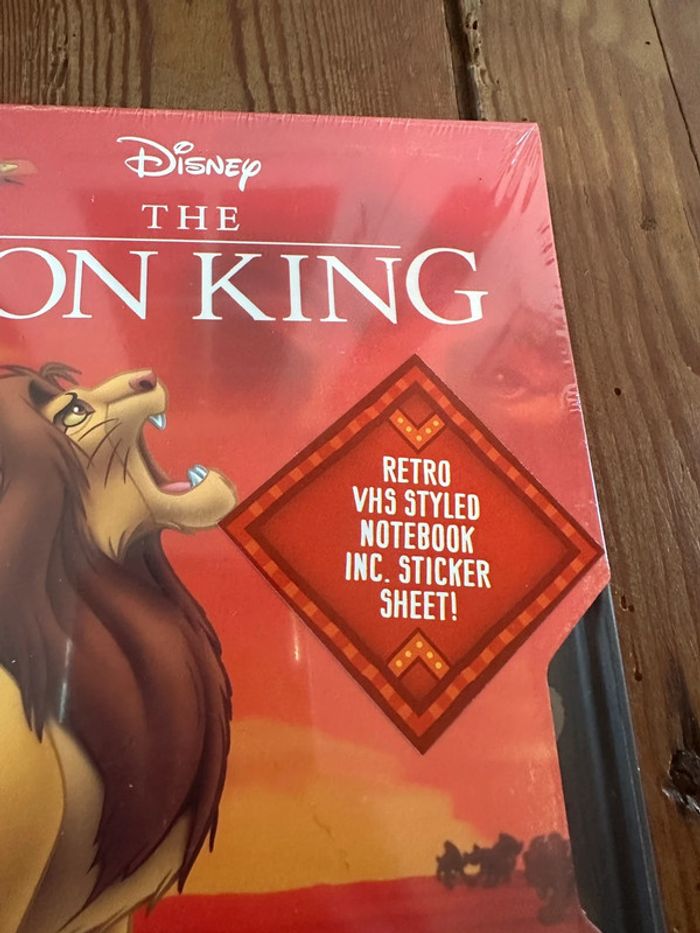 Disney
THE
ON KING
RETRO
VHS STYLED
NOTEBOOK
INC. STICKER
SHEET!